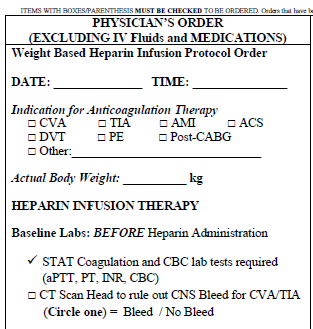 ITEMS WITH BOXES/PARENTHESIS MUST BE CHECKED TO BE ORDERED. Orders that have b
PHYSICIAN'S ORDER
(EXCLUDING IV Fluids and MEDICATIONS)
Weight Based Heparin Infusion Protocol Order
DATE: ______________ TIME: ______________
Indication for Anticoagulation Therapy
□ CVA □ TIA □ AMI □ ACS
□ DVT □ PE □ Post-CABG
□ Other:______________________________
Actual Body Weight: __________ kg
HEPARIN INFUSION THERAPY
Baseline Labs: BEFORE Heparin Administration
✓ STAT Coagulation and CBC lab tests required
(aPTT, PT, INR, CBC)
□ CT Scan Head to rule out CNS Bleed for CVA/TIA
(Circle one) = Bleed / No Bleed